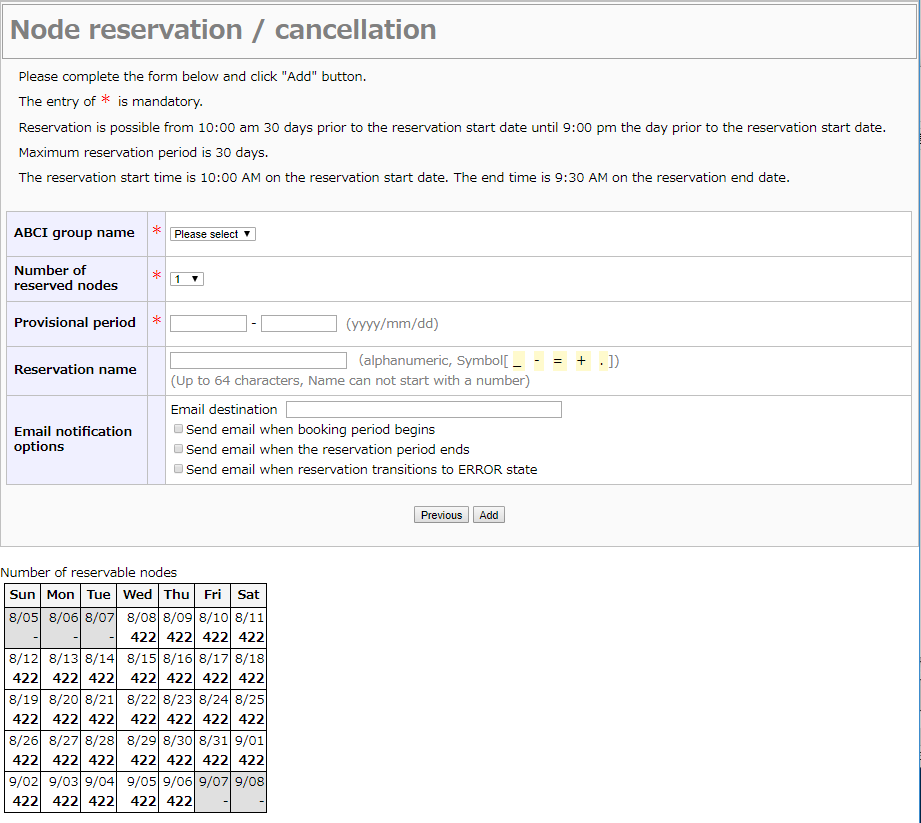 Node reservation / cancellation
Please complete the form below and click "Add" button.
The entry of * is mandatory.
Reservation is possible from 10:00 am 30 days prior to the reservation start date until 9:00 pm the day prior to the reservation start date.
Maximum reservation period is 30 days.
The reservation start time is 10:00 AM on the reservation start date. The end time is 9:30 AM on the reservation end date.
ABCI group name * Please select ▼
Number of
reserved nodes * 1 ▼
Provisional period * - (yyyy/mm/dd)
Reservation name (alphanumeric, Symbol[ _ - = + . ])
(Up to 64 characters, Name can not start with a number)
Email notification
options
Email destination
Send email when booking period begins
Send email when the reservation period ends
Send email when reservation transitions to ERROR state
Previous Add
Number of reservable nodes
Sun Mon Tue Wed Thu Fri Sat
8/05 8/06 8/07 8/08 8/09 8/10 8/11
- - - 422 422 422 422
8/12 8/13 8/14 8/15 8/16 8/17 8/18
422 422 422 422 422 422 422
8/19 8/20 8/21 8/22 8/23 8/24 8/25
422 422 422 422 422 422 422
8/26 8/27 8/28 8/29 8/30 8/31 9/01
422 422 422 422 422 422 422
9/02 9/03 9/04 9/05 9/06 9/07 9/08
422 422 422 422 422 - -